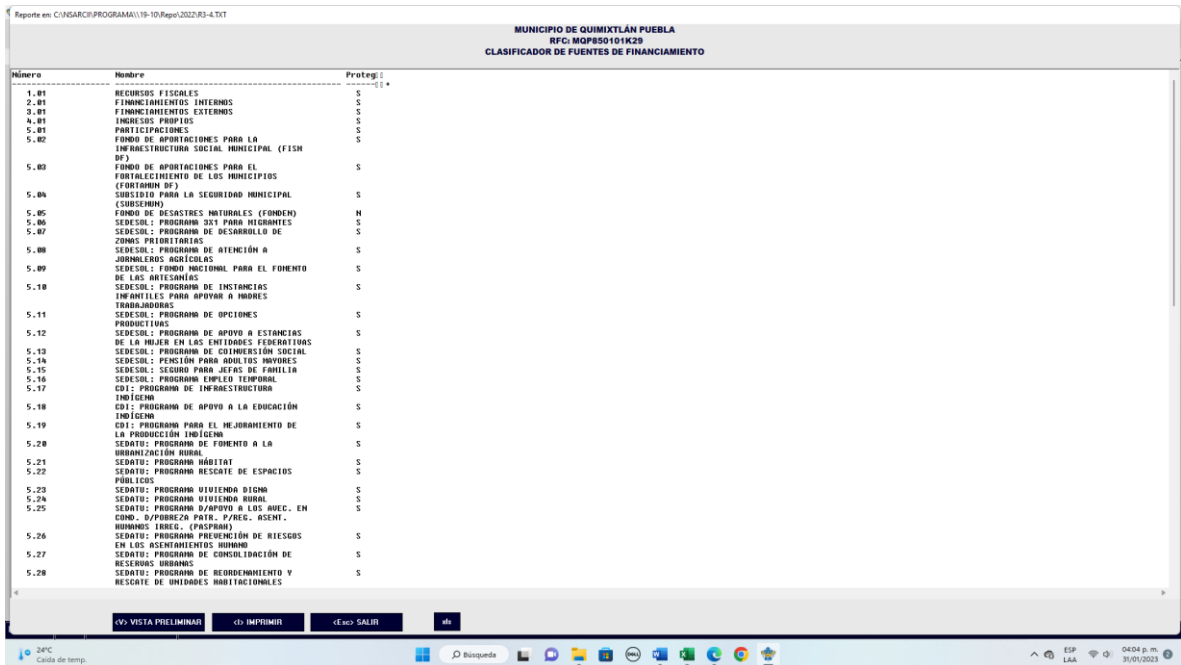 Reporte en: C:\NSARCII\PROGRAMA\\19-10\Repo\2022\R3-4.TXT
MUNICIPIO DE QUIMIXTLÁN PUEBLA
RFC: MQP850101K29
CLASIFICADOR DE FUENTES DE FINANCIAMIENTO
Número Nombre Proteg
1.01 RECURSOS FISCALES S
2.01 FINANCIAMIENTOS INTERNOS S
3.01 FINANCIAMIENTOS EXTERNOS S
4.01 INGRESOS PROPIOS S
5.01 PARTICIPACIONES S
5.02 FONDO DE APORTACIONES PARA LA S
INFRAESTRUCTURA SOCIAL MUNICIPAL (FISM
DF)
5.03 FONDO DE APORTACIONES PARA EL S
FORTALECIMIENTO DE LOS MUNICIPIOS
(FORTAMUN DF)
5.04 SUBSIDIO PARA LA SEGURIDAD MUNICIPAL S
(SUBSEMUN)
5.05 FONDO DE DESASTRES NATURALES (FONDEN) N
5.06 SEDESOL: PROGRAMA 3X1 PARA MIGRANTES S
5.07 SEDESOL: PROGRAMA DE DESARROLLO DE S
ZONAS PRIORITARIAS
5.08 SEDESOL: PROGRAMA DE ATENCIÓN A S
JORNALEROS AGRÍCOLAS
5.09 SEDESOL: FONDO NACIONAL PARA EL FOMENTO S
DE LAS ARTESANÍAS
5.10 SEDESOL: PROGRAMA DE INSTANCIAS S
INFANTILES PARA APOYAR A MADRES
TRABAJADORAS
5.11 SEDESOL: PROGRAMA DE OPCIONES S
PRODUCTIVAS
5.12 SEDESOL: PROGRAMA DE APOYO A ESTANCIAS S
DE LA MUJER EN LAS ENTIDADES FEDERATIVAS
5.13 SEDESOL: PROGRAMA DE COINVERSIÓN SOCIAL S
5.14 SEDESOL: PENSIÓN PARA ADULTOS MAYORES S
5.15 SEDESOL: SEGURO PARA JEFAS DE FAMILIA S
5.16 SEDESOL: PROGRAMA EMPLEO TEMPORAL S
5.17 CDI: PROGRAMA DE INFRAESTRUCTURA S
INDÍGENA
5.18 CDI: PROGRAMA DE APOYO A LA EDUCACIÓN S
INDÍGENA
5.19 CDI: PROGRAMA PARA EL MEJORAMIENTO DE S
LA PRODUCCIÓN INDÍGENA
5.20 SEDATU: PROGRAMA DE FOMENTO A LA S
URBANIZACIÓN RURAL
5.21 SEDATU: PROGRAMA HÁBITAT S
5.22 SEDATU: PROGRAMA RESCATE DE ESPACIOS S
PÚBLICOS
5.23 SEDATU: PROGRAMA VIVIENDA DIGNA S
5.24 SEDATU: PROGRAMA VIVIENDA RURAL S
5.25 SEDATU: PROGRAMA D/APOYO A LOS AVEC. EN S
COND. D/POBREZA PATR. P/REG. ASENT.
HUMANOS IRREG. (PASPRAH)
5.26 SEDATU: PROGRAMA PREVENCIÓN DE RIESGOS S
EN LOS ASENTAMIENTOS HUMANO
5.27 SEDATU: PROGRAMA DE CONSOLIDACIÓN DE S
RESERVAS URBANAS
5.28 SEDATU: PROGRAMA DE REORDENAMIENTO Y S
RESCATE DE UNIDADES HABITACIONALES
<V> VISTA PRELIMINAR <I> IMPRIMIR <Esc> SALIR xls
24°C
Caída de temp.
Búsqueda
DELL
ESP
LAA
04:04 p. m.
31/01/2023